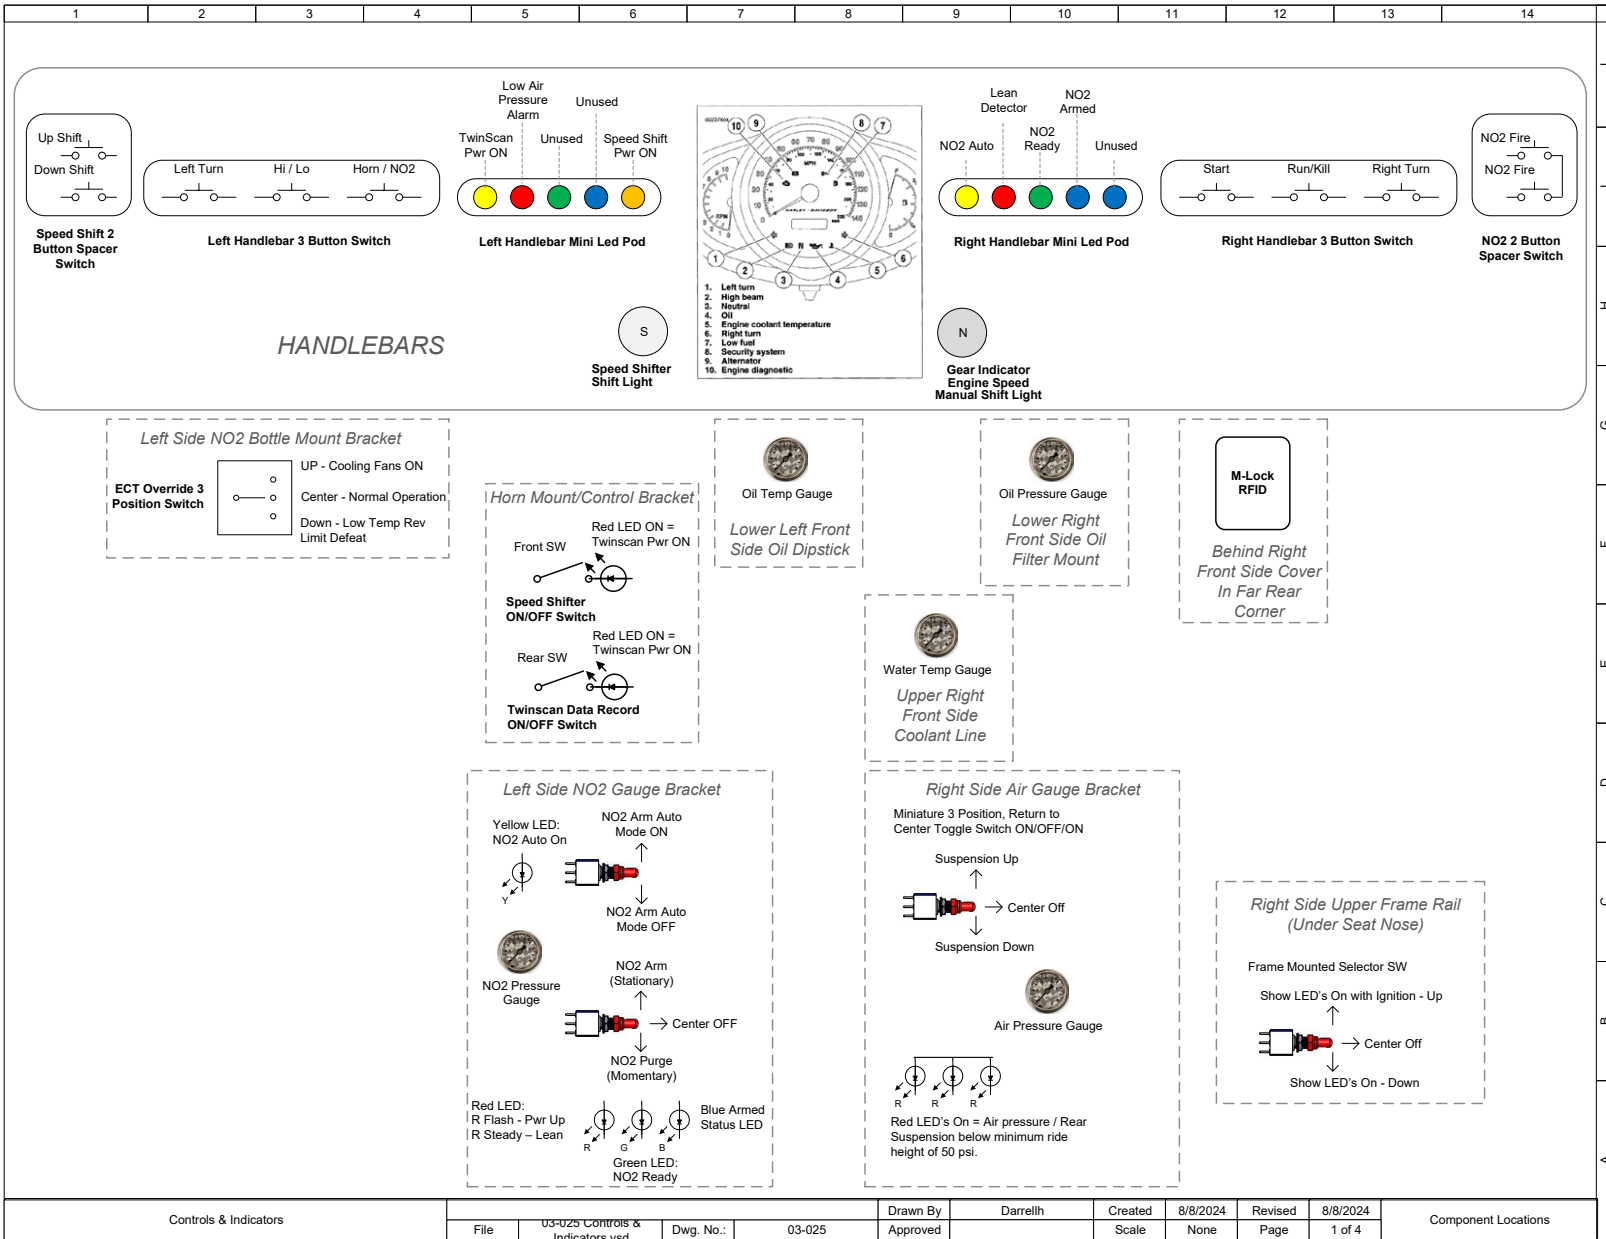 1 2 3 4 5 6 7 8 9 10 11 12 13 14
Up Shift
Down Shift
Speed Shift 2
Button Spacer
Switch
Left Turn
Hi / Lo
Horn / NO2
Left Handlebar 3 Button Switch
Low Air
Pressure
Alarm
Unused
TwinScan
Pwr ON
Unused
Speed Shift
Pwr ON
Left Handlebar Mini Led Pod
10 9 8 7
MPH
HARLEY-DAVIDSON
1 2 3 4 5 6
1. Left turn
2. High beam
3. Neutral
4. Oil
5. Engine coolant temperature
6. Right turn
7. Low fuel
8. Security system
9. Alternator
10. Engine diagnostic
Lean
Detector
NO2
Armed
NO2 Auto
NO2
Ready
Unused
Right Handlebar Mini Led Pod
Start
Run/Kill
Right Turn
Right Handlebar 3 Button Switch
NO2 Fire
NO2 Fire
NO2 2 Button
Spacer Switch
HANDLEBARS
S
Speed Shifter
Shift Light
N
Gear Indicator
Engine Speed
Manual Shift Light
H
G
F
E
D
C
B
A
Left Side NO2 Bottle Mount Bracket
ECT Override 3
Position Switch
UP - Cooling Fans ON
Center - Normal Operation
Down - Low Temp Rev
Limit Defeat
Horn Mount/Control Bracket
Front SW
Red LED ON =
Twinscan Pwr ON
Speed Shifter
ON/OFF Switch
Rear SW
Red LED ON =
Twinscan Pwr ON
Twinscan Data Record
ON/OFF Switch
Oil Temp Gauge
Lower Left Front
Side Oil Dipstick
Oil Pressure Gauge
Lower Right
Front Side Oil
Filter Mount
M-Lock
RFID
Behind Right
Front Side Cover
In Far Rear
Corner
Water Temp Gauge
Upper Right
Front Side
Coolant Line
Left Side NO2 Gauge Bracket
Yellow LED:
NO2 Auto On
Y
NO2 Arm Auto
Mode ON
NO2 Arm Auto
Mode OFF
NO2 Pressure
Gauge
NO2 Arm
(Stationary)
Center OFF
NO2 Purge
(Momentary)
Red LED:
R Flash - Pwr Up
R Steady – Lean
R G B
Blue Armed
Status LED
Green LED:
NO2 Ready
Right Side Air Gauge Bracket
Miniature 3 Position, Return to
Center Toggle Switch ON/OFF/ON
Suspension Up
Center Off
Suspension Down
Air Pressure Gauge
R R R
Red LED's On = Air pressure / Rear
Suspension below minimum ride
height of 50 psi.
Right Side Upper Frame Rail
(Under Seat Nose)
Frame Mounted Selector SW
Show LED's On with Ignition - Up
Center Off
Show LED's On - Down
Controls & Indicators
File
03-025 Controls &
Indicators.vsd
Dwg. No.:
03-025
Drawn By
Darrellh
Created
8/8/2024
Revised
8/8/2024
Approved
Scale
None
Page
1 of 4
Component Locations